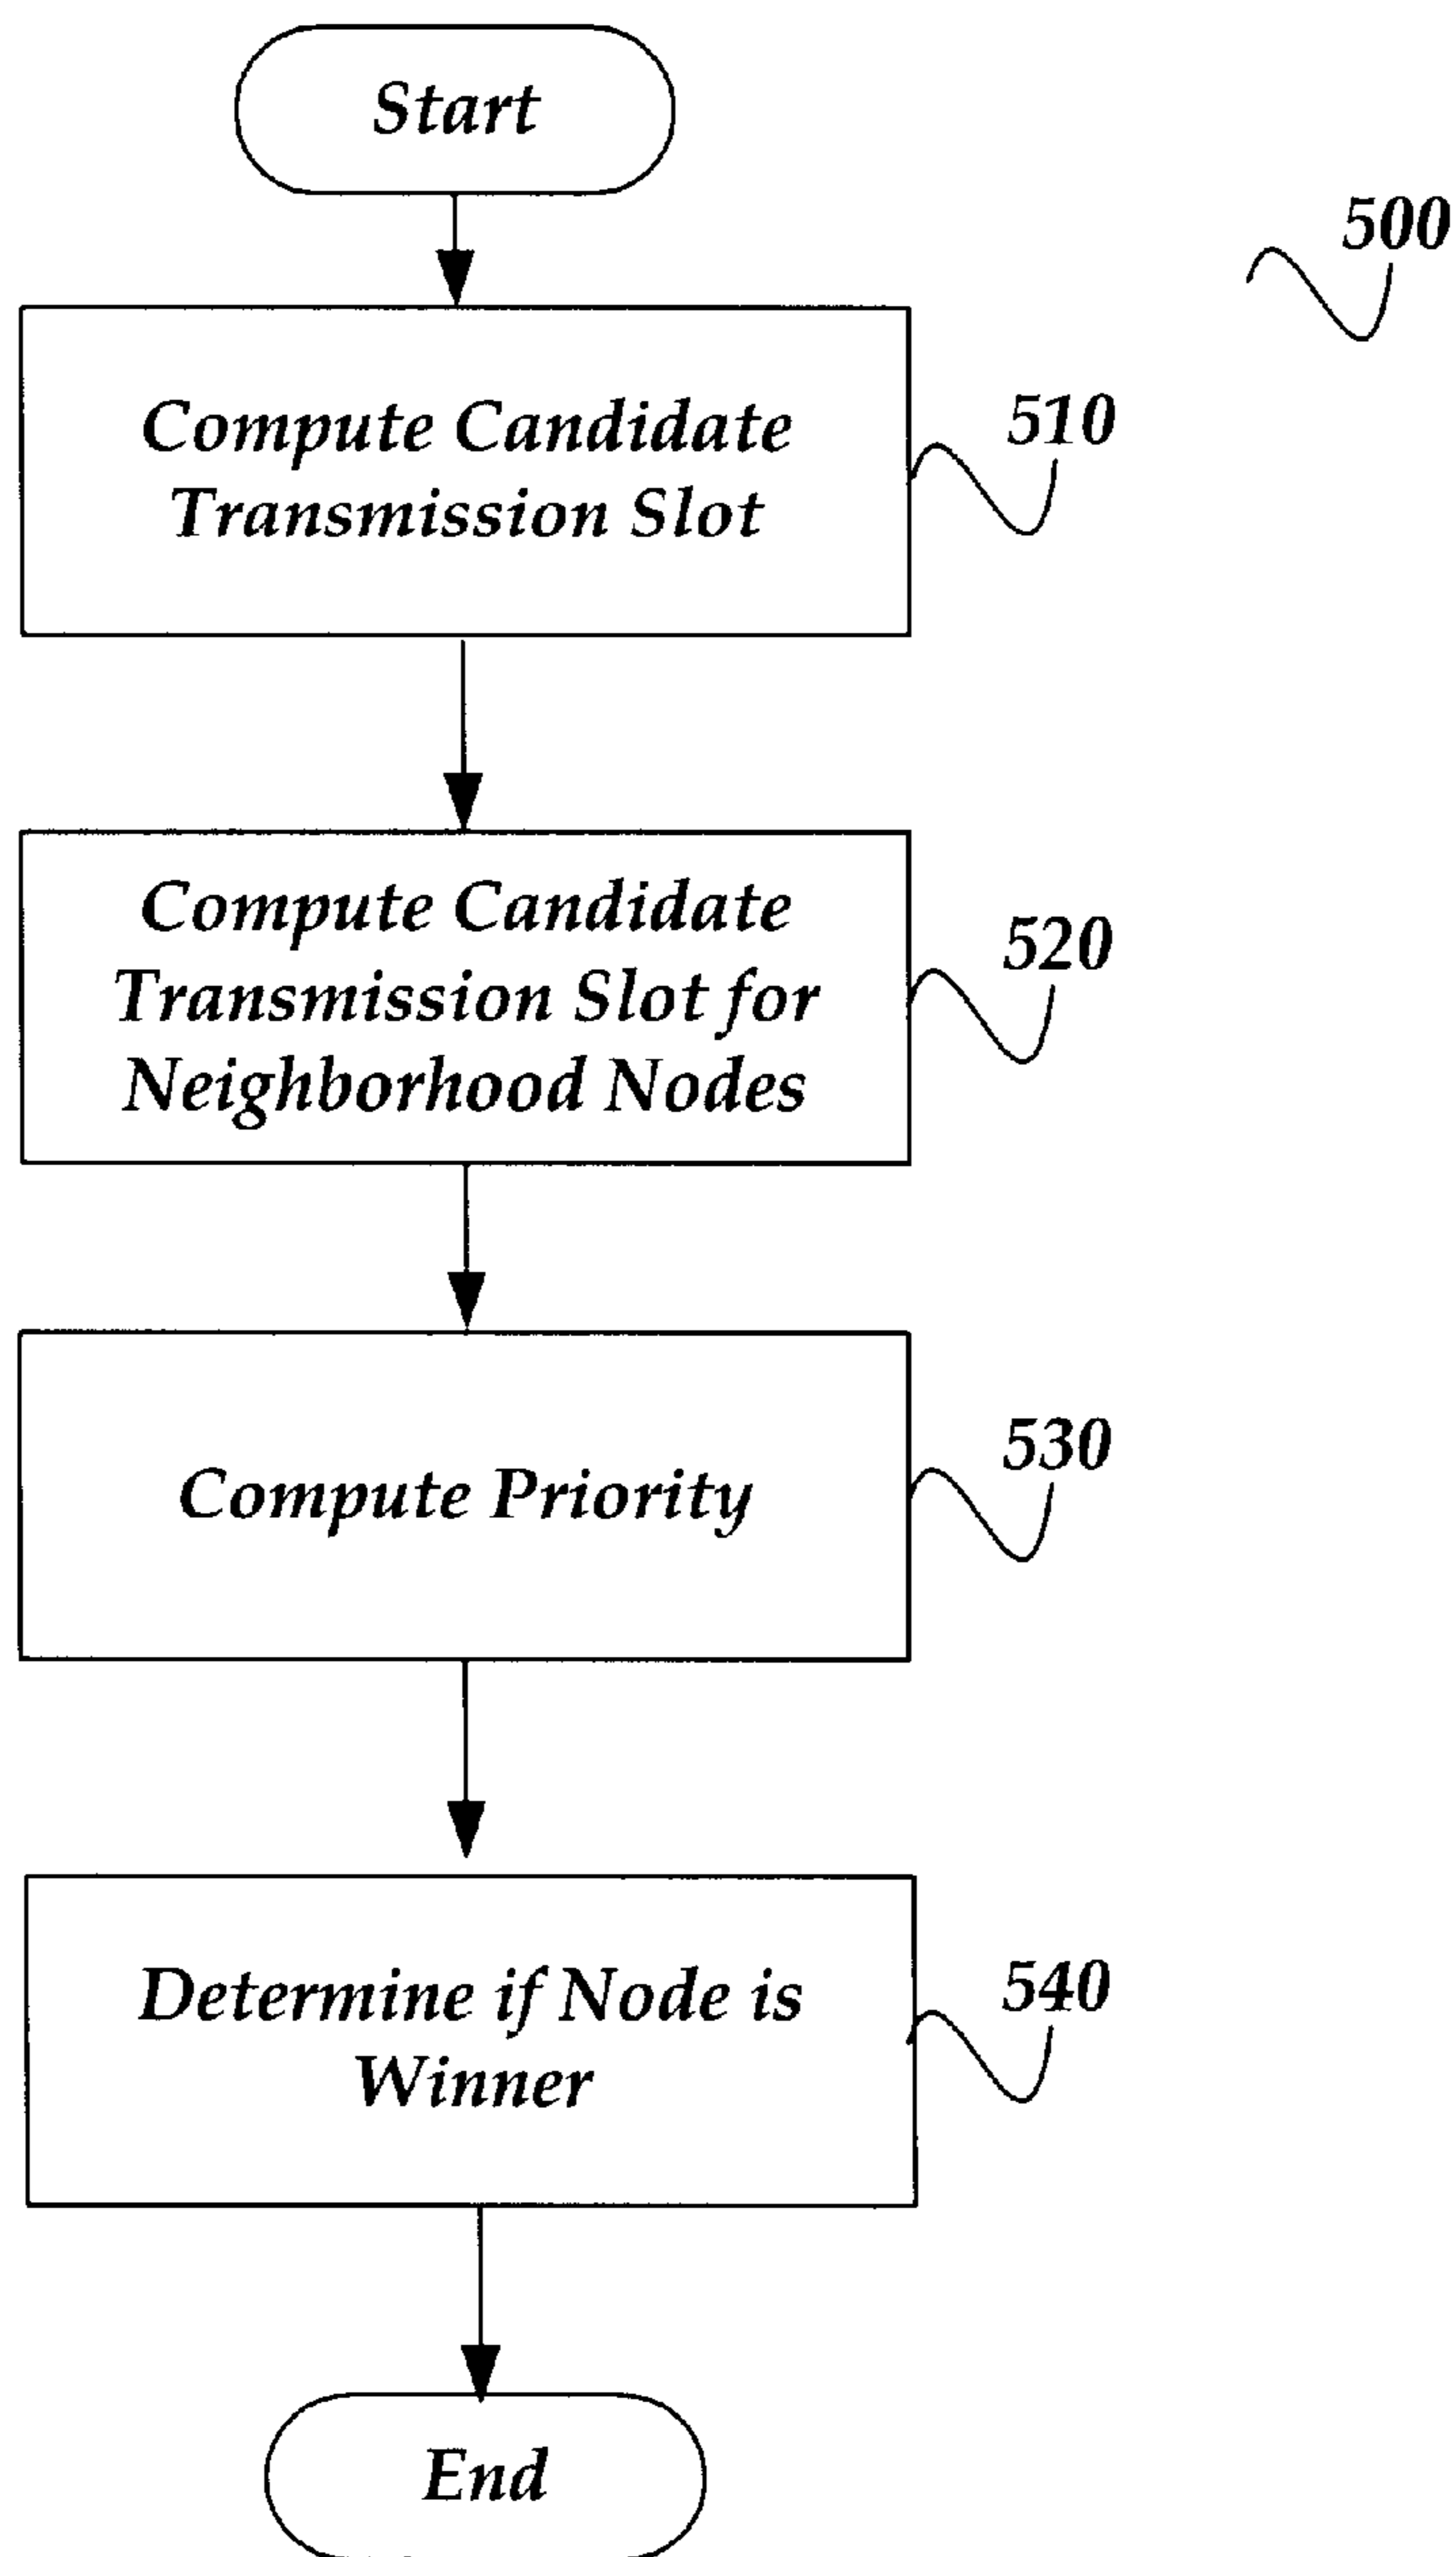 Start
500
Compute Candidate
Transmission Slot
510
Compute Candidate
Transmission Slot for
Neighborhood Nodes
520
Compute Priority
530
Determine if Node is
Winner
540
End